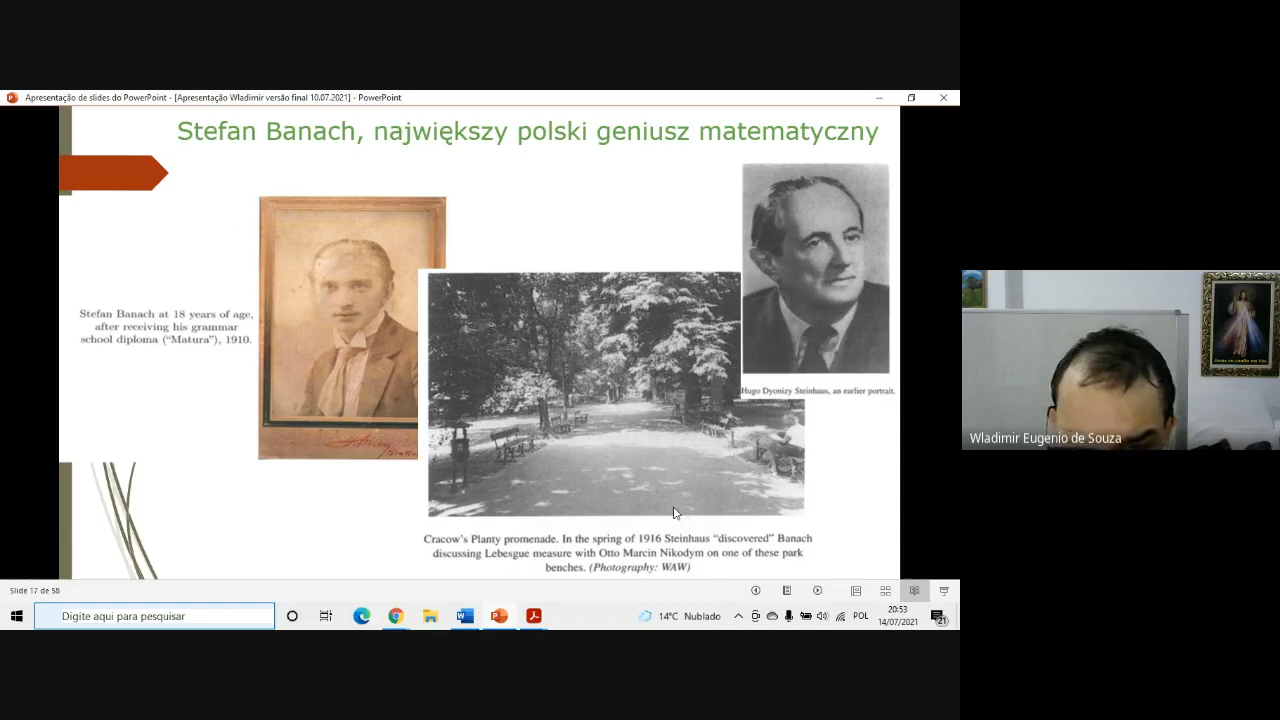 Apresentação de slides do PowerPoint - [Apresentação Wladimir versão final 10.07.2021] - PowerPoint
Stefan Banach, największy polski geniusz matematyczny
Stefan Banach at 18 years of age,
after receiving his grammar
school diploma ("Matura"), 1910.
Hugo Dyonizy Steinhaus, an earlier portrait.
Cracow's Planty promenade. In the spring of 1916 Steinhaus "discovered" Banach
discussing Lebesgue measure with Otto Marcin Nikodym on one of these park
benches. (Photography: WAW)
Wladimir Eugenio de Souza
Slide 17 de 58
Digite aqui para pesquisar
14°C Nublado
POL
20:53
14/07/2021
21